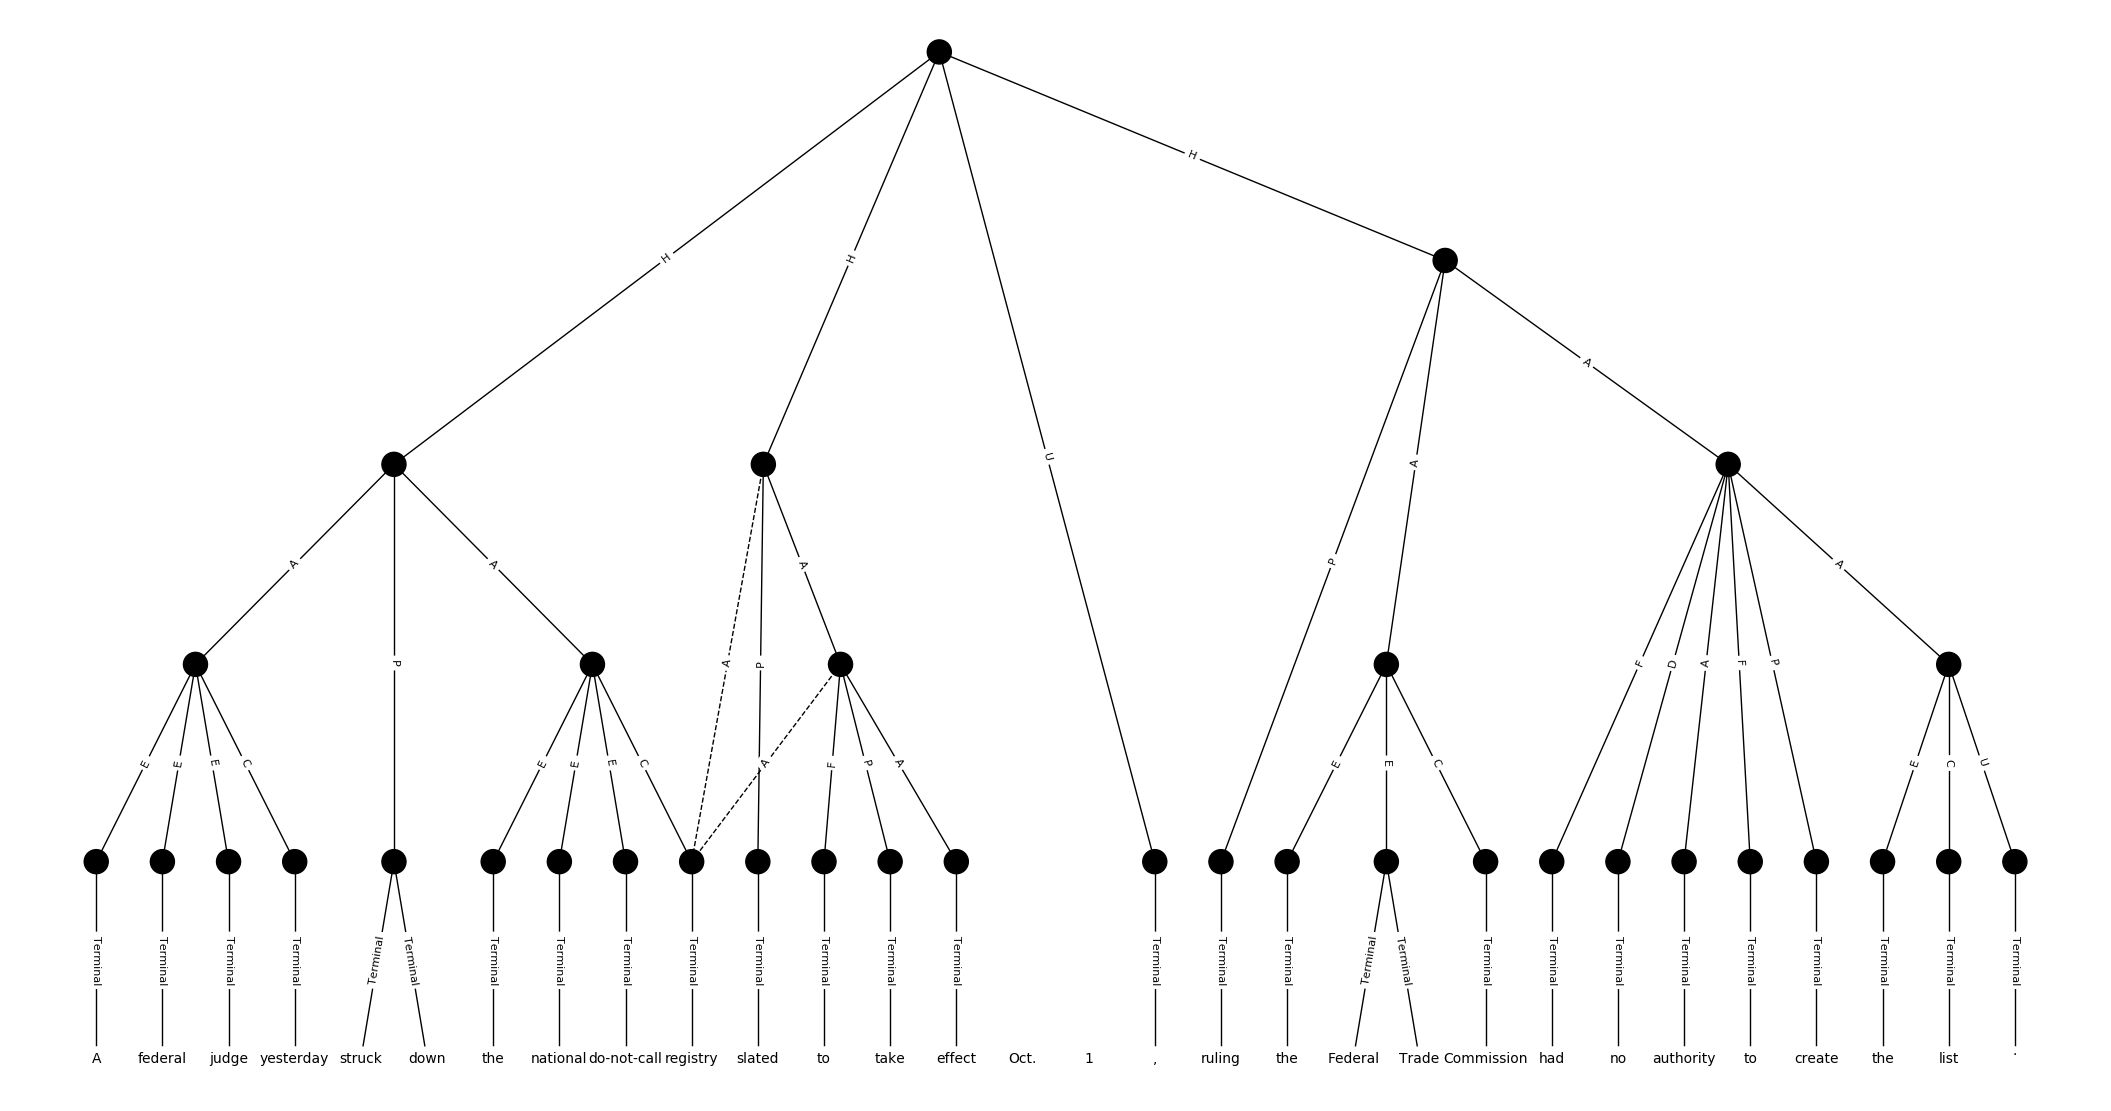 H
H
H
A
U
H
P
A
A
A
A
P
A
P
A
F
D
A
F
P
E
E
E
C
E
E
E
C
A
F
P
A
E
E
C
E
C
U
Terminal Terminal Terminal Terminal Terminal Terminal Terminal Terminal Terminal Terminal Terminal Terminal Terminal Terminal Terminal Terminal Terminal Terminal Terminal Terminal Terminal Terminal Terminal Terminal Terminal Terminal Terminal Terminal
A federal judge yesterday struck down the national do-not-call registry slated to take effect Oct. 1 , ruling the Federal Trade Commission had no authority to create the list .